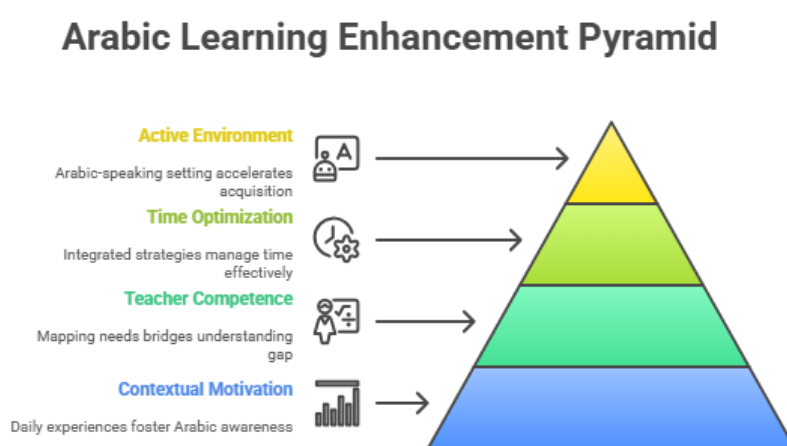 Arabic Learning Enhancement Pyramid
Active Environment
Arabic-speaking setting accelerates
acquisition
Time Optimization
Integrated strategies manage time
effectively
Teacher Competence
Mapping needs bridges understanding
gap
Contextual Motivation
Daily experiences foster Arabic awareness